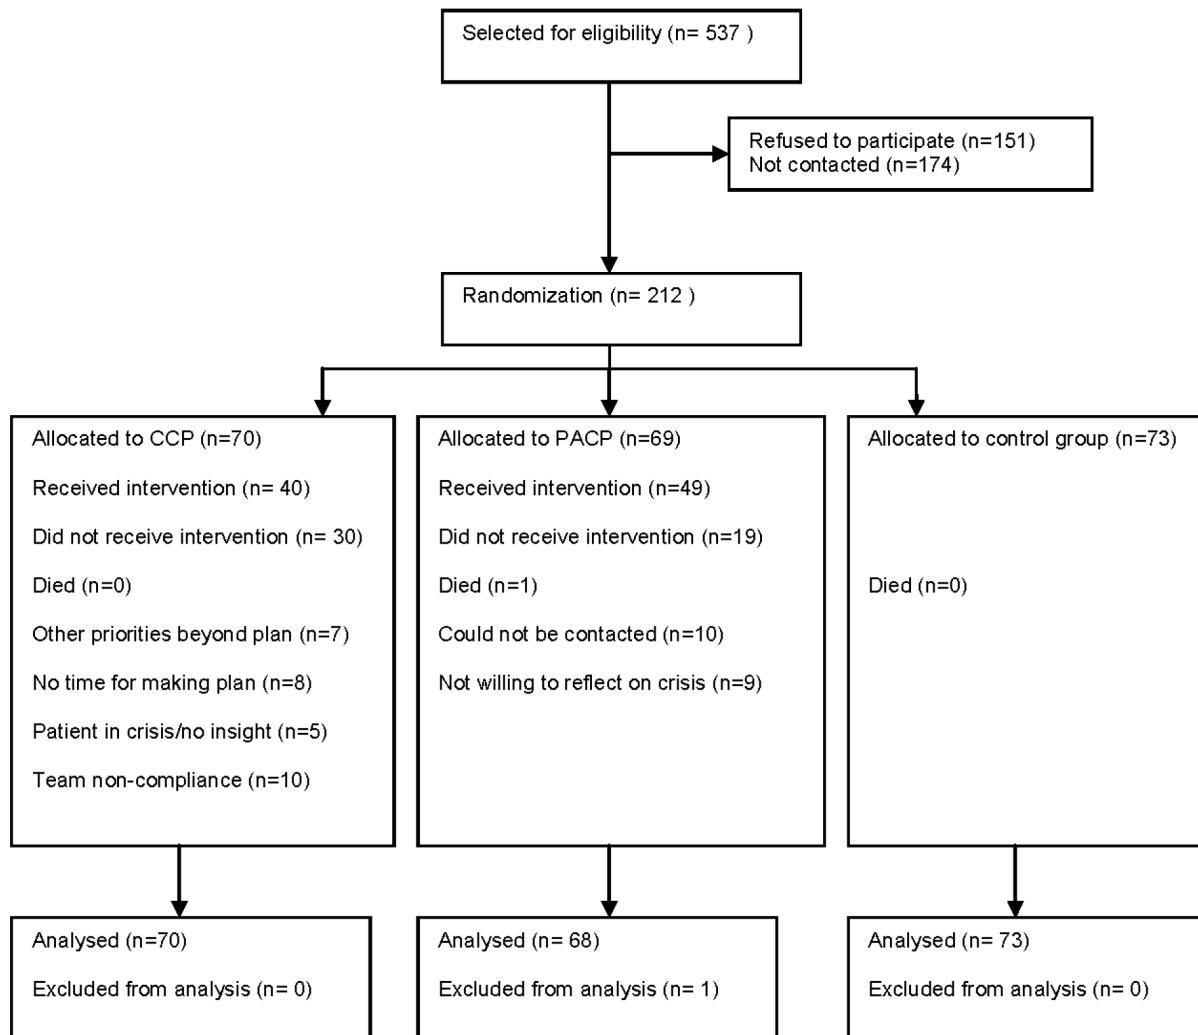 Selected for eligibility (n= 537 )
Refused to participate (n=151)
Not contacted (n=174)
Randomization (n= 212 )
Allocated to CCP (n=70)
Received intervention (n= 40)
Did not receive intervention (n= 30)
Died (n=0)
Other priorities beyond plan (n=7)
No time for making plan (n=8)
Patient in crisis/no insight (n=5)
Team non-compliance (n=10)
Allocated to PACP (n=69)
Received intervention (n=49)
Did not receive intervention (n=19)
Died (n=1)
Could not be contacted (n=10)
Not willing to reflect on crisis (n=9)
Allocated to control group (n=73)
Died (n=0)
Analysed (n=70)
Excluded from analysis (n= 0)
Analysed (n= 68)
Excluded from analysis (n= 1)
Analysed (n= 73)
Excluded from analysis (n= 0)